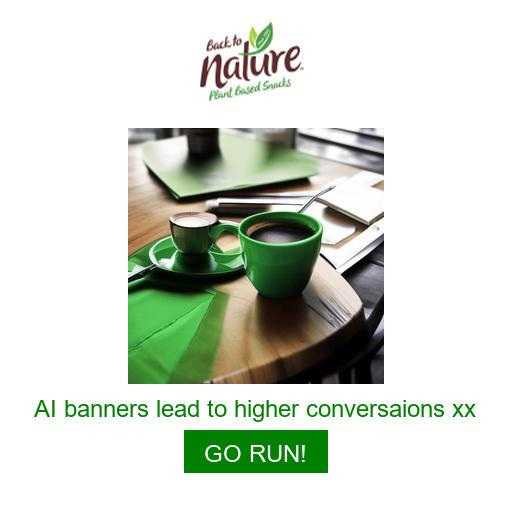 Back to
nature
Plant Based Snacks
AI banners lead to higher conversaions xx
GO RUN!